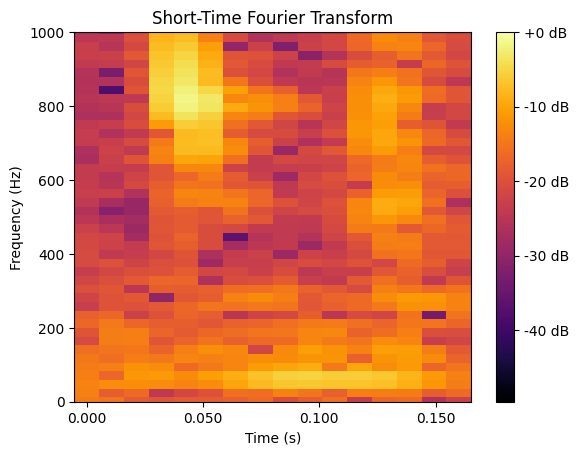 Short-Time Fourier Transform
1000
800
600
400
200
0
Frequency (Hz)
0.000
0.050
0.100
0.150
Time (s)
+0 dB
-10 dB
-20 dB
-30 dB
-40 dB